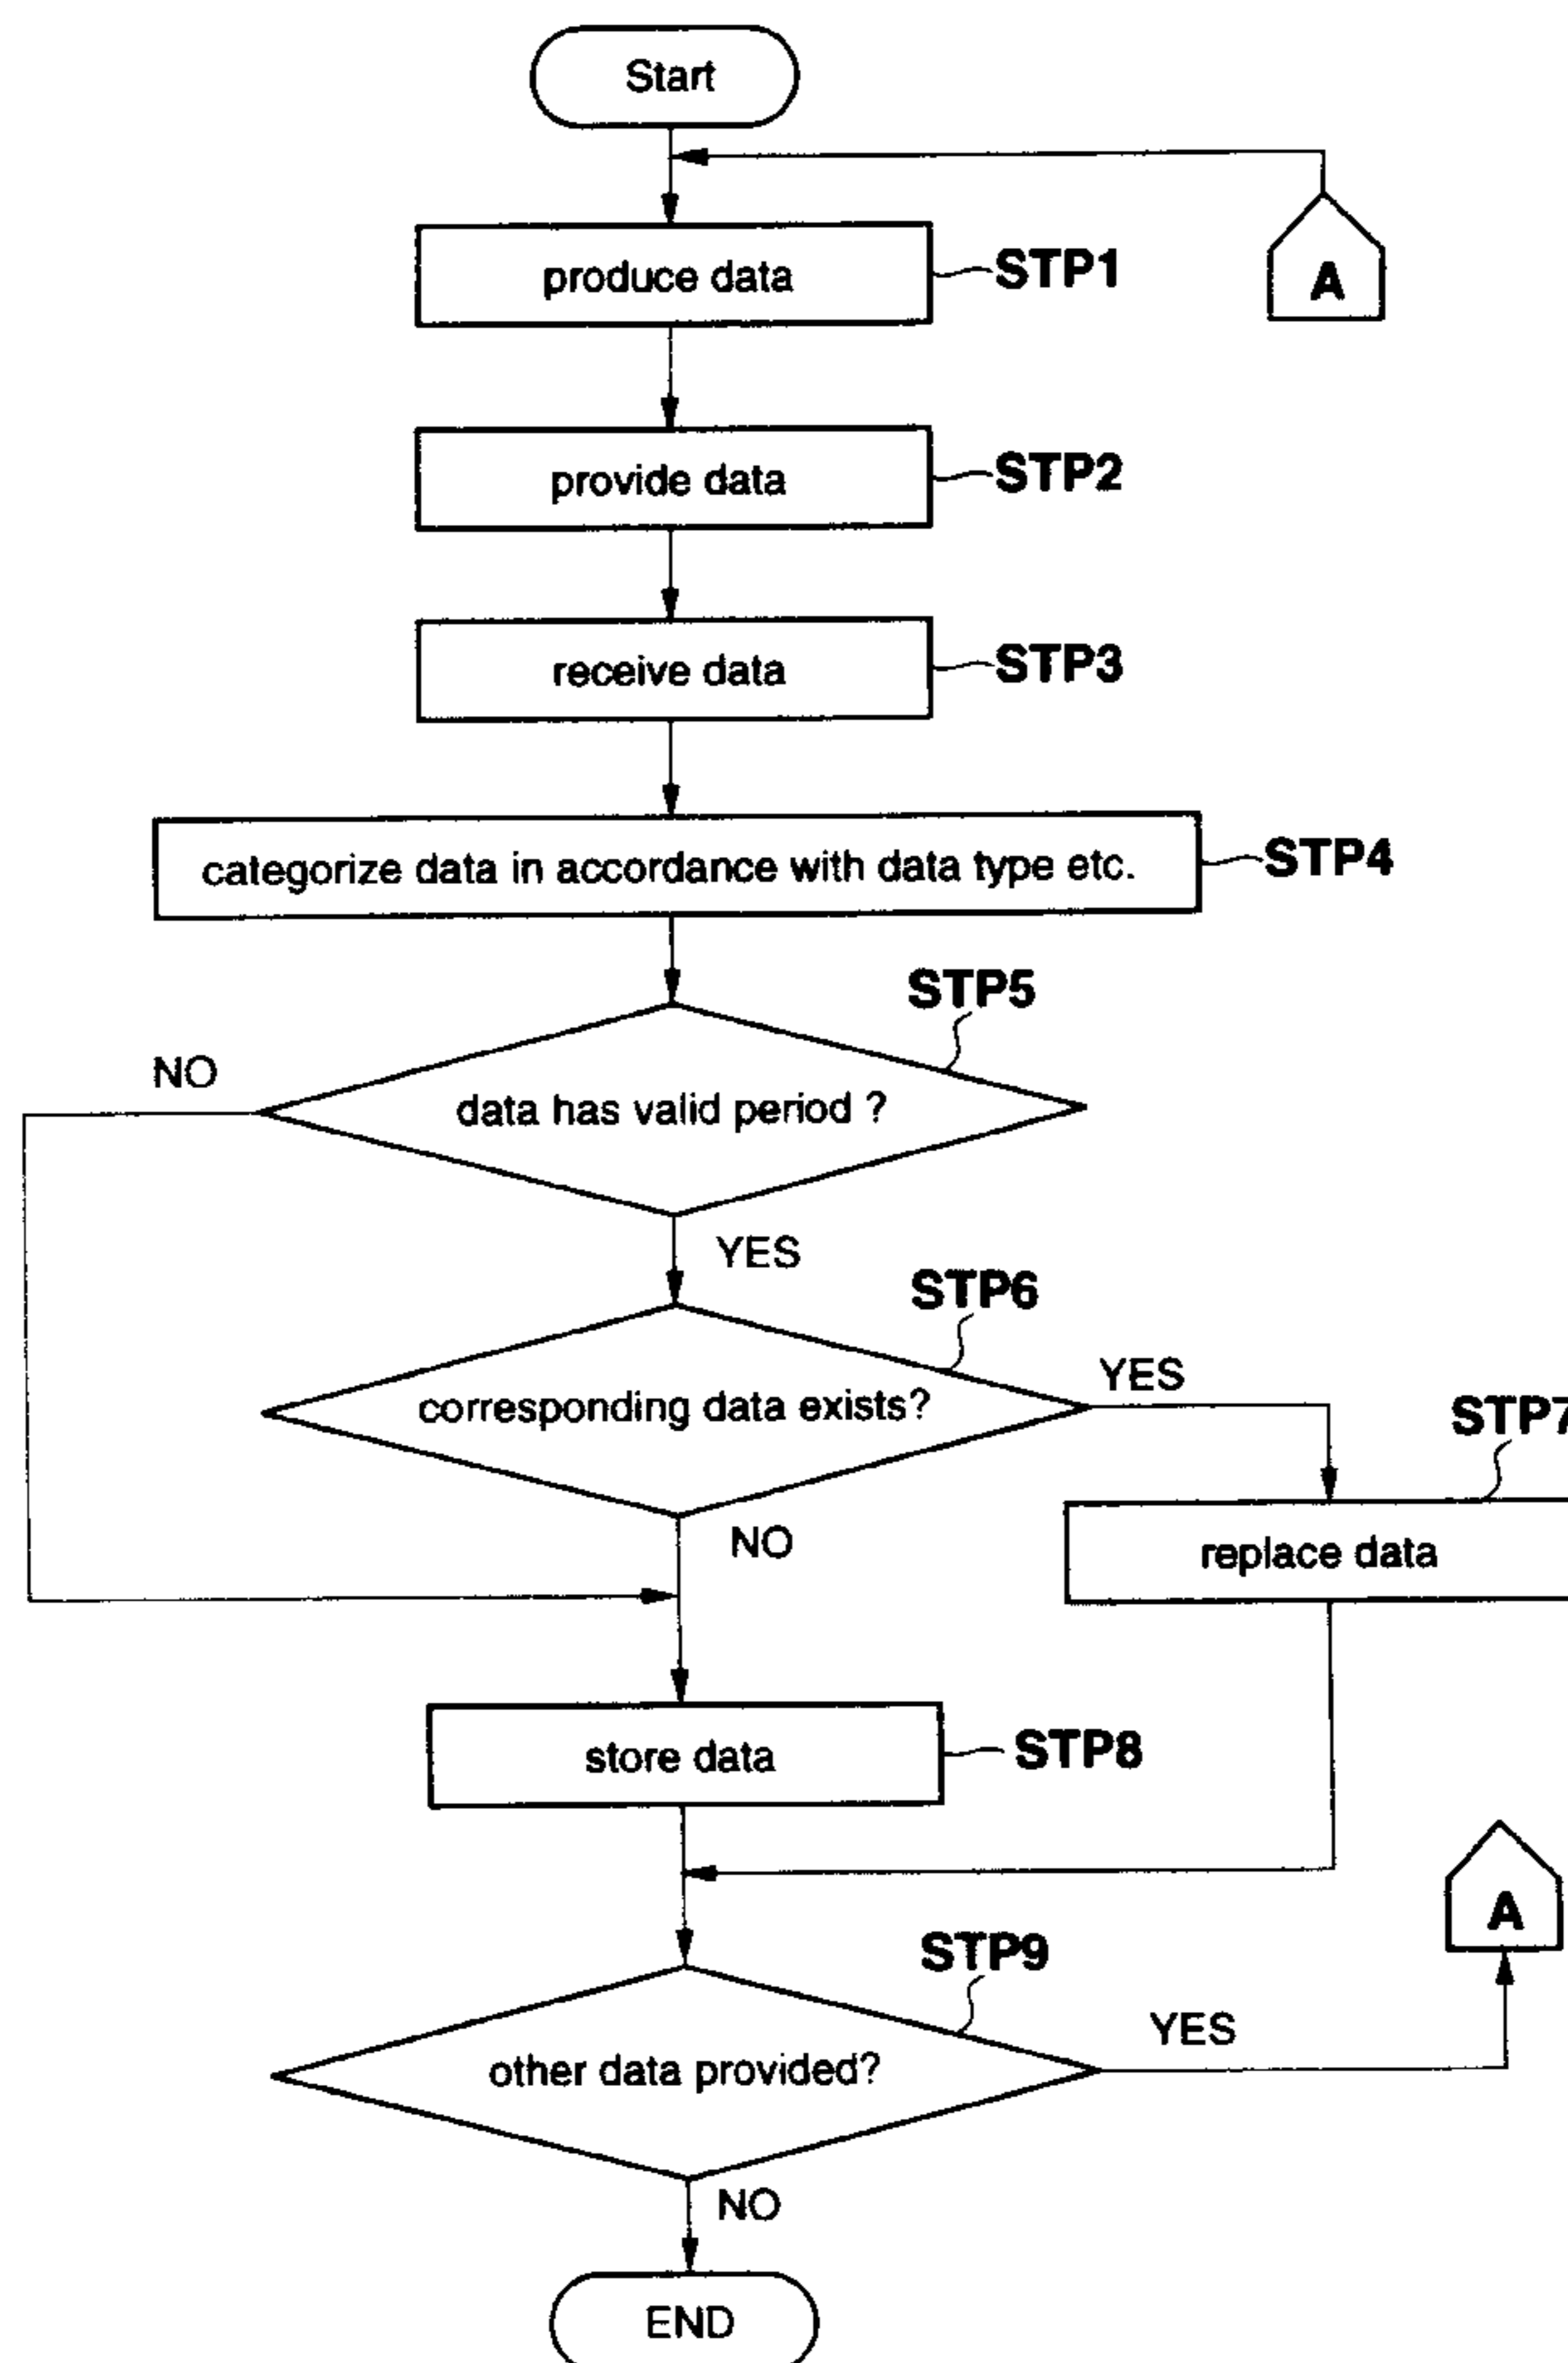 Start
produce data
STP1
A
provide data
STP2
receive data
STP3
categorize data in accordance with data type etc.
STP4
STP5
NO
data has valid period ?
YES
STP6
corresponding data exists?
YES
STP7
NO
replace data
store data
STP8
A
STP9
other data provided?
YES
NO
END